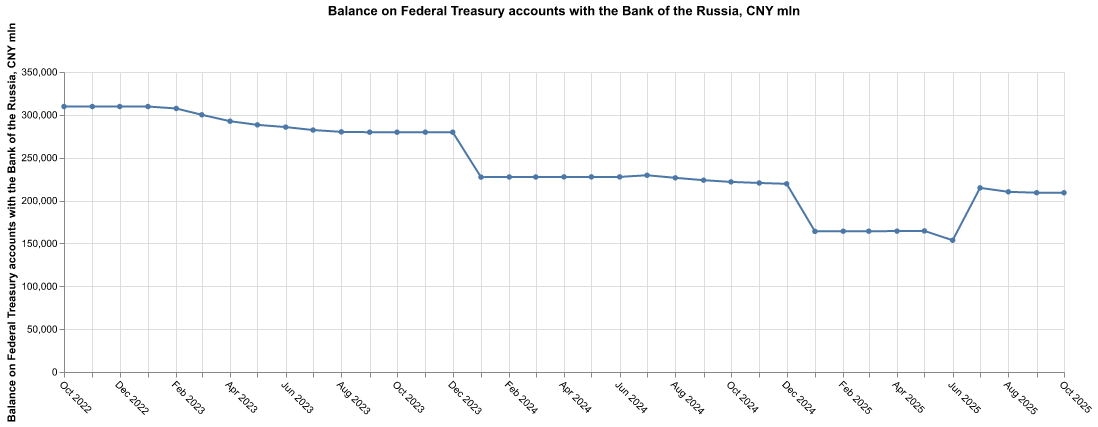 Balance on Federal Treasury accounts with the Bank of the Russia, CNY mln
Balance on Federal Treasury accounts with the Bank of the Russia, CNY mln
350,000
300,000
250,000
200,000
150,000
100,000
50,000
0
Oct 2022
Dec 2022
Feb 2023
Apr 2023
Jun 2023
Aug 2023
Oct 2023
Dec 2023
Feb 2024
Apr 2024
Jun 2024
Aug 2024
Oct 2024
Dec 2024
Feb 2025
Apr 2025
Jun 2025
Aug 2025
Oct 2025